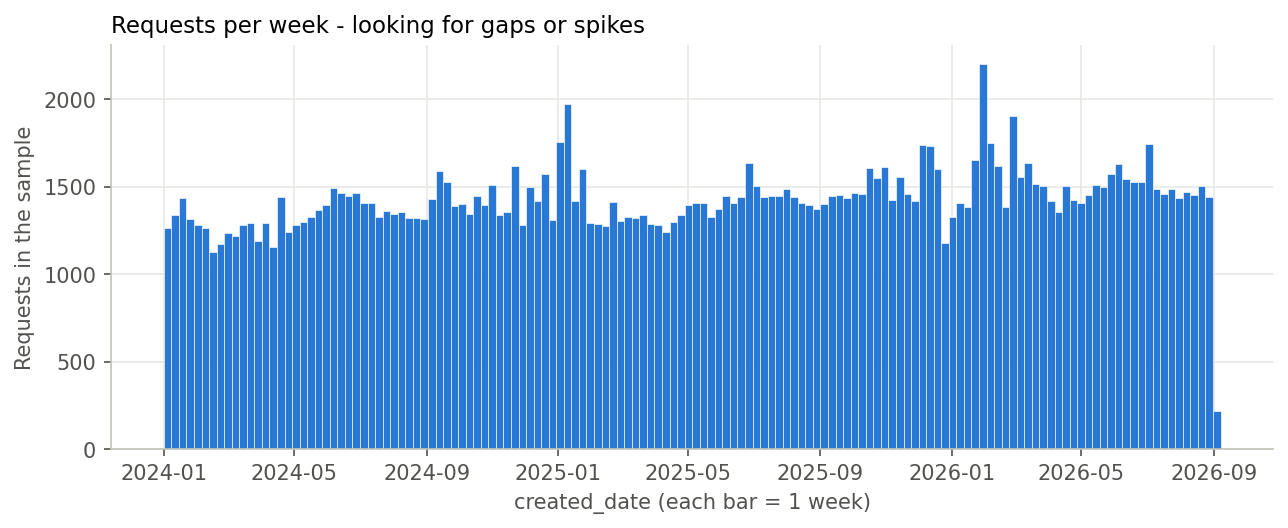 Requests per week - looking for gaps or spikes
Requests in the sample
2000
1500
1000
500
0
2024-01 2024-05 2024-09 2025-01 2025-05 2025-09 2026-01 2026-05 2026-09
created_date (each bar = 1 week)